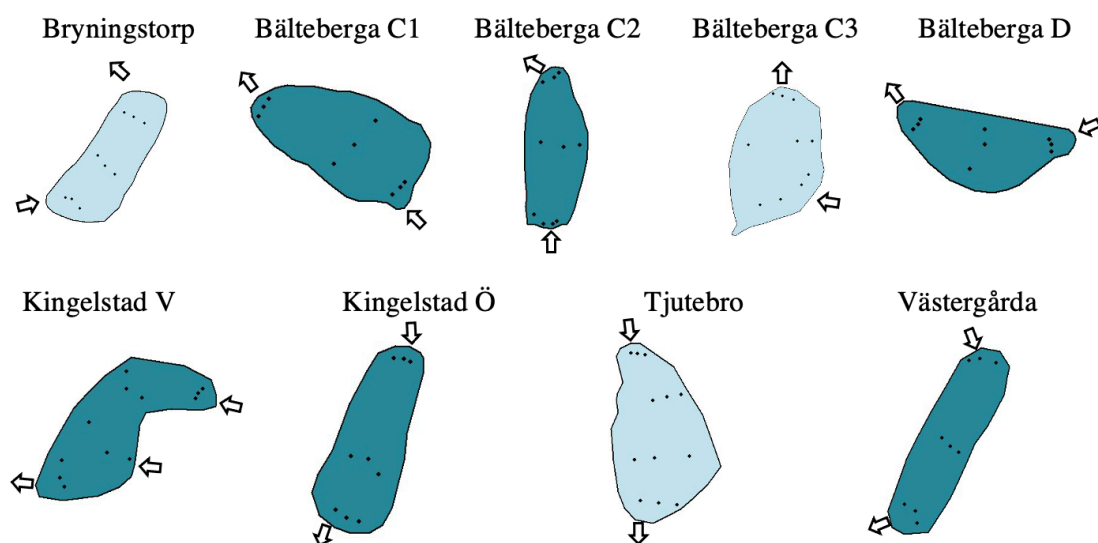 Bryningstorp Bälteberga C1 Bälteberga C2 Bälteberga C3 Bälteberga D
Kingelstad V Kingelstad Ö Tjutebro Västergårda